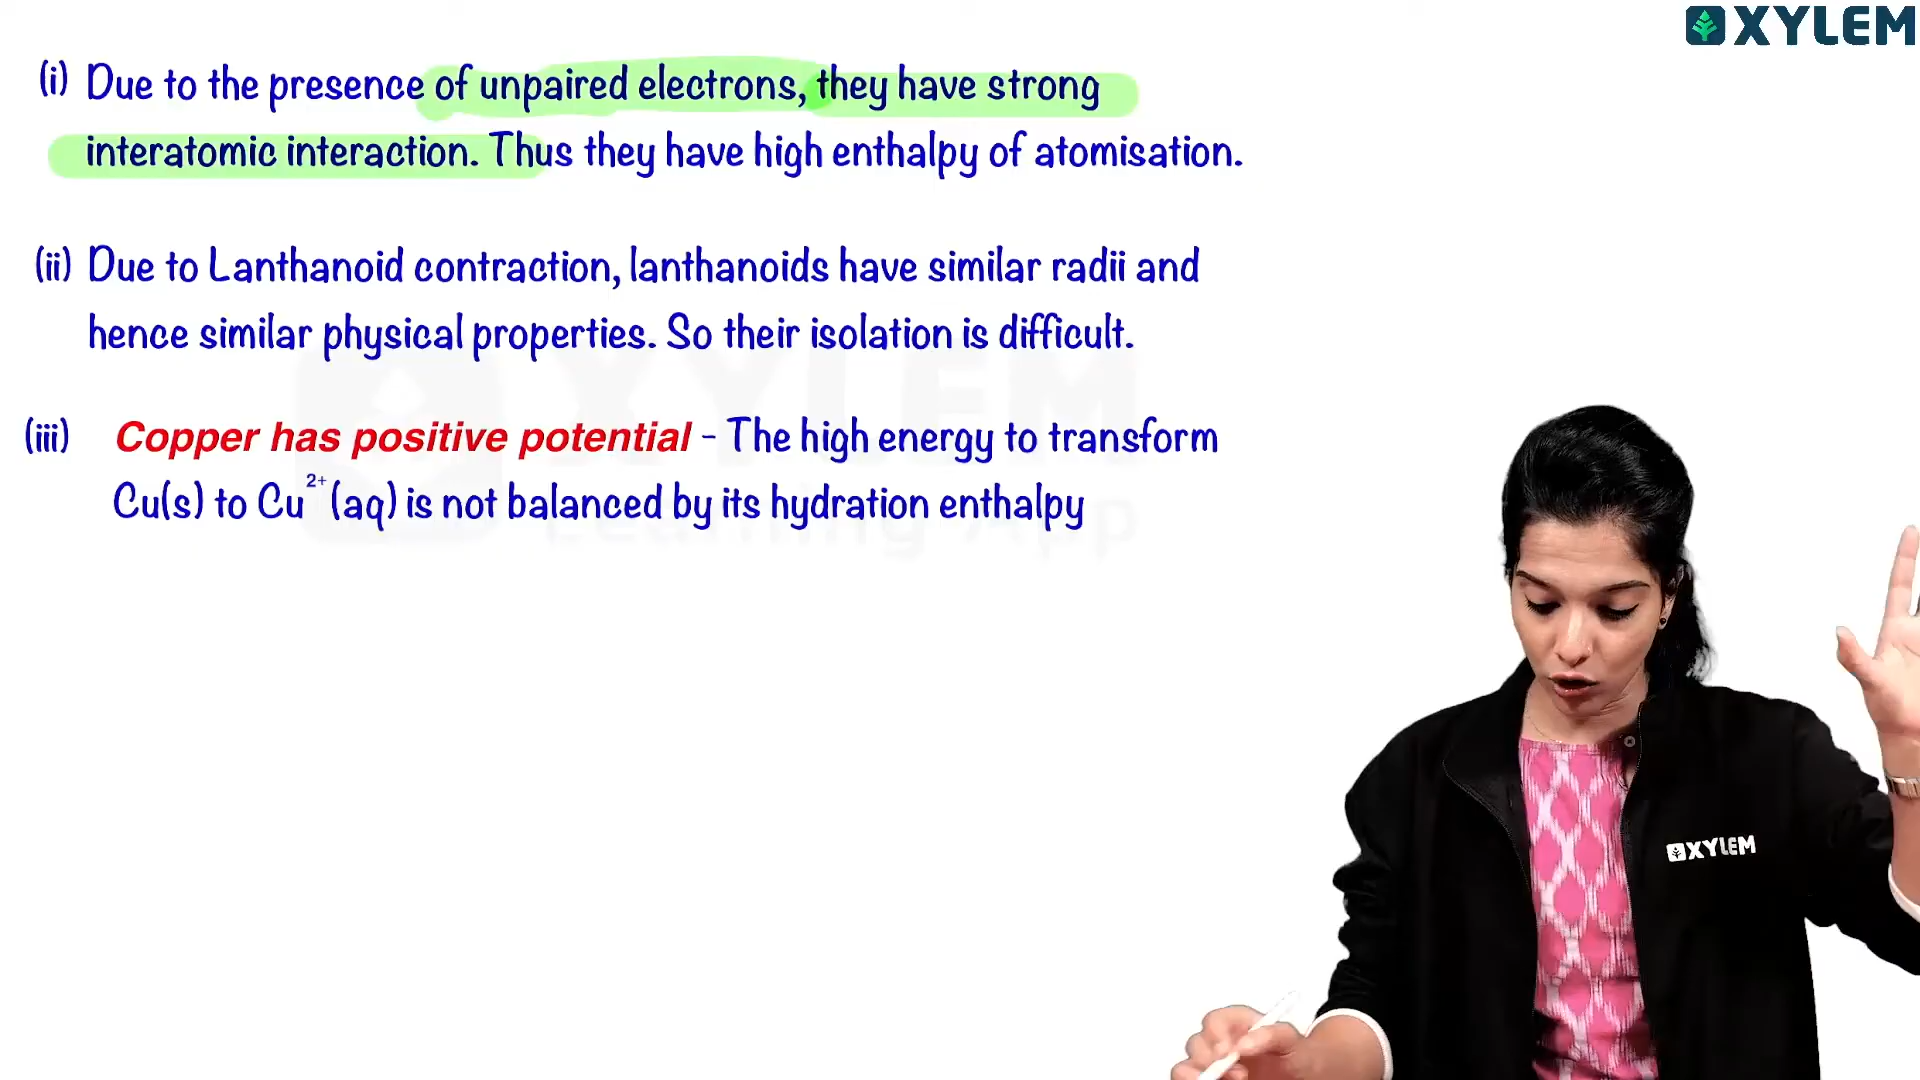 XYLEM
(i) Due to the presence of unpaired electrons, they have strong
interatomic interaction. Thus they have high enthalpy of atomisation.
(ii) Due to Lanthanoid contraction, lanthanoids have similar radii and
hence similar physical properties. So their isolation is difficult.
(iii) Copper has positive potential - The high energy to transform
Cu(s) to Cu²⁺(aq) is not balanced by its hydration enthalpy
XYLEM
Learning App
XYLEM